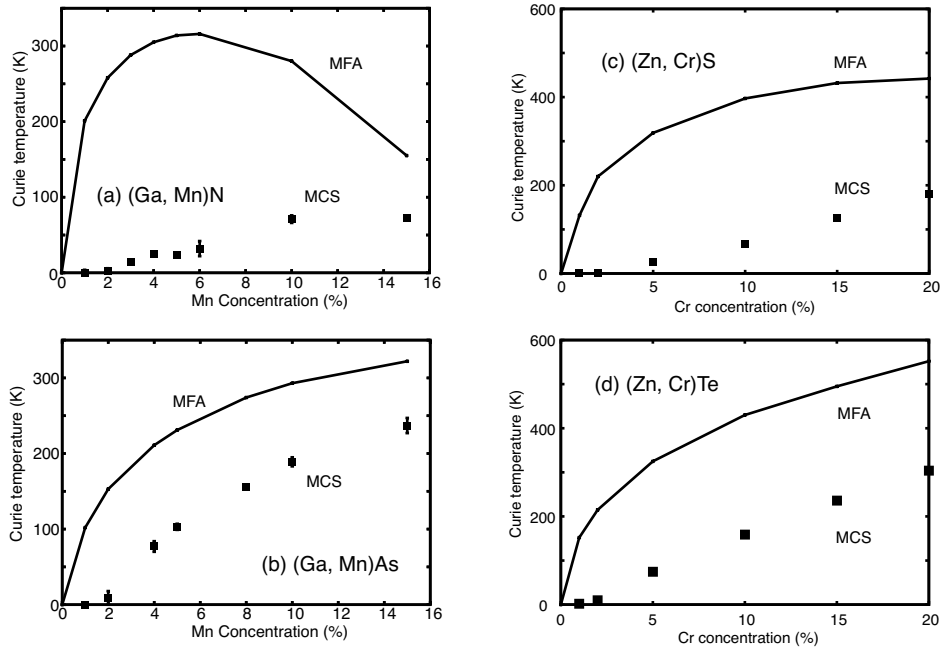 Curie temperature (K)
300
200
100
0
MFA
(a) (Ga, Mn)N
MCS
0 2 4 6 8 10 12 14 16
Mn Concentration (%)
Curie temperature (K)
600
400
200
0
(c) (Zn, Cr)S
MFA
MCS
0 5 10 15 20
Cr concentration (%)
Curie temperature (K)
300
200
100
0
MFA
MCS
(b) (Ga, Mn)As
0 2 4 6 8 10 12 14 16
Mn Concentration (%)
Curie temperature (K)
600
400
200
0
(d) (Zn, Cr)Te
MFA
MCS
0 5 10 15 20
Cr concentration (%)